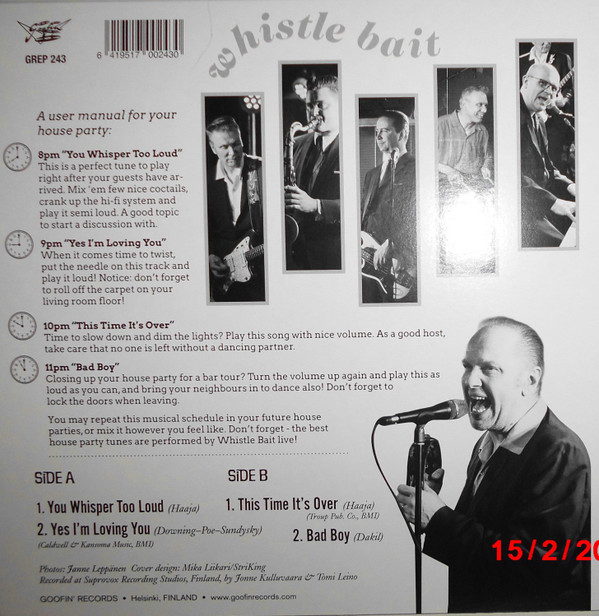 GOOFIN'
GREP 243
6 419517 002430
whistle bait
A user manual for your
house party:
8pm "You Whisper Too Loud"
This is a perfect tune to play
right after your guests have ar-
rived. Mix 'em few nice coctails,
crank up the hi-fi system and
play it semi loud. A good topic
to start a discussion with.
9pm "Yes I'm Loving You"
When it comes time to twist,
put the needle on this track and
play it loud! Notice: don't forget
to roll off the carpet on your
living room floor!
10pm "This Time It's Over"
Time to slow down and dim the lights? Play this song with nice volume. As a good host,
take care that no one is left without a dancing partner.
11pm "Bad Boy"
Closing up your house party for a bar tour? Turn the volume up again and play this as
loud as you can, and bring your neighbours in to dance also! Don't forget to
lock the doors when leaving.
You may repeat this musical schedule in your future house
parties, or mix it however you feel like. Don't forget - the best
house party tunes are performed by Whistle Bait live!
SiDE A
1. You Whisper Too Loud (Haaja)
2. Yes I'm Loving You (Downing–Poe–Sundysky)
(Caldwell & Kansoma Music, BMI)
SiDE B
1. This Time It's Over (Haaja)
(Troup Pub. Co., BMI)
2. Bad Boy (Dakil)
Photos: Janne Leppänen Cover design: Mika Liikari/StriKing
Recorded at Suprovox Recording Studios, Finland, by Jonne Kulluvaara & Tomi Leino
GOOFIN' RECORDS • Helsinki, FINLAND • www.goofinrecords.com
15/2/20